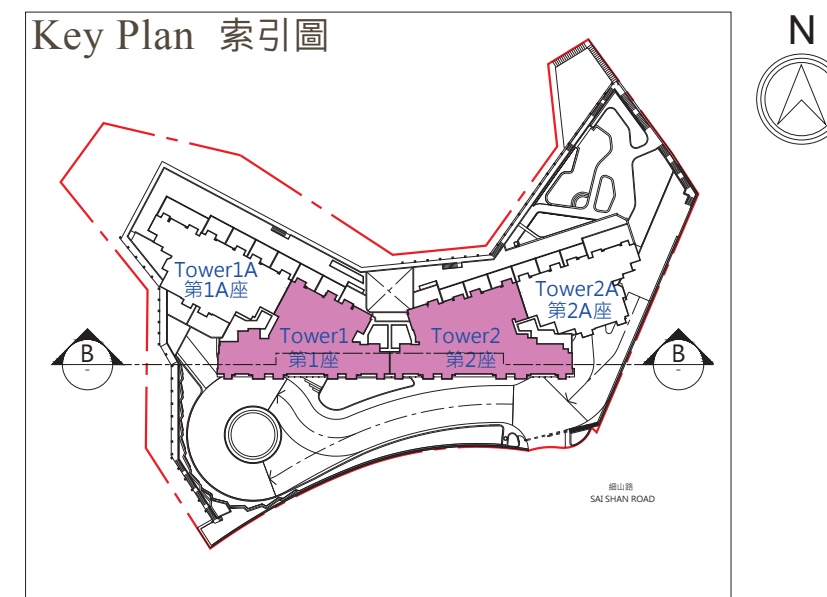 Key Plan 索引圖
N
Tower1A
第1A座
Tower2A
第2A座
Tower1
第1座
Tower2
第2座
B
-
B
-
細山路
SAI SHAN ROAD